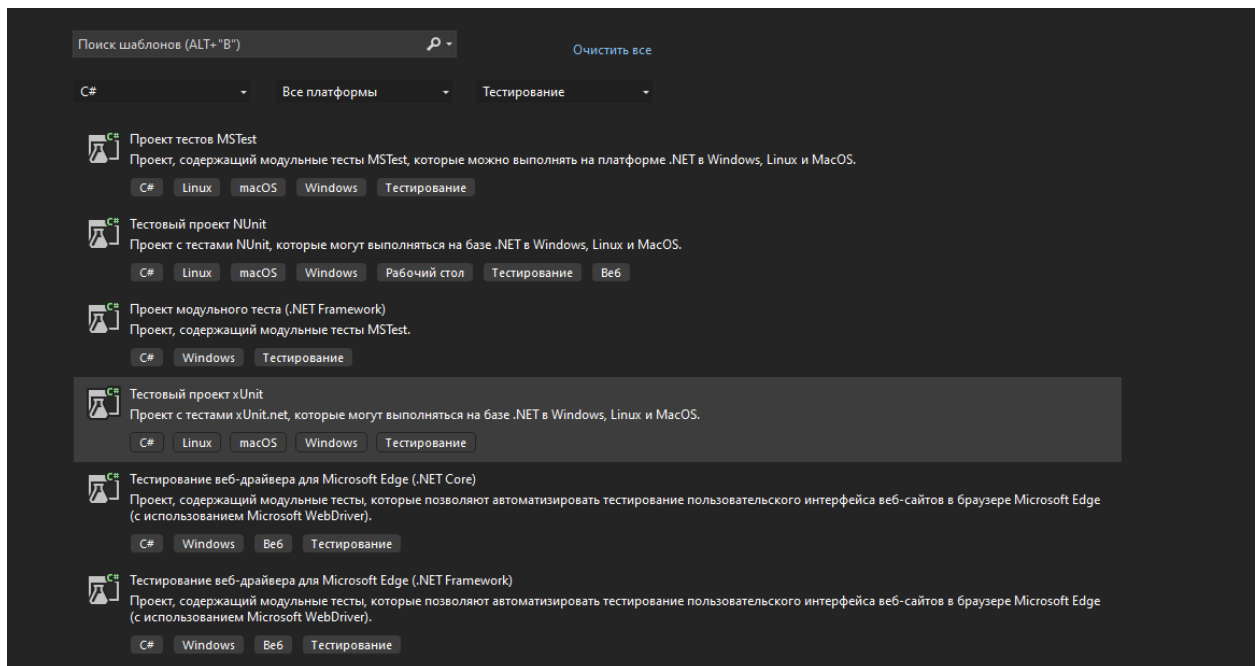 Поиск шаблонов (ALT+"B")
Очистить все
C# Все платформы Тестирование
Проект тестов MSTest
Проект, содержащий модульные тесты MSTest, которые можно выполнять на платформе .NET в Windows, Linux и MacOS.
C# Linux macOS Windows Тестирование
Тестовый проект NUnit
Проект с тестами NUnit, которые могут выполняться на базе .NET в Windows, Linux и MacOS.
C# Linux macOS Windows Рабочий стол Тестирование Веб
Проект модульного теста (.NET Framework)
Проект, содержащий модульные тесты MSTest.
C# Windows Тестирование
Тестовый проект xUnit
Проект с тестами xUnit.net, которые могут выполняться на базе .NET в Windows, Linux и MacOS.
C# Linux macOS Windows Тестирование
Тестирование веб-драйвера для Microsoft Edge (.NET Core)
Проект, содержащий модульные тесты, которые позволяют автоматизировать тестирование пользовательского интерфейса веб-сайтов в браузере Microsoft Edge
(с использованием Microsoft WebDriver).
C# Windows Веб Тестирование
Тестирование веб-драйвера для Microsoft Edge (.NET Framework)
Проект, содержащий модульные тесты, которые позволяют автоматизировать тестирование пользовательского интерфейса веб-сайтов в браузере Microsoft Edge
(с использованием Microsoft WebDriver).
C# Windows Веб Тестирование